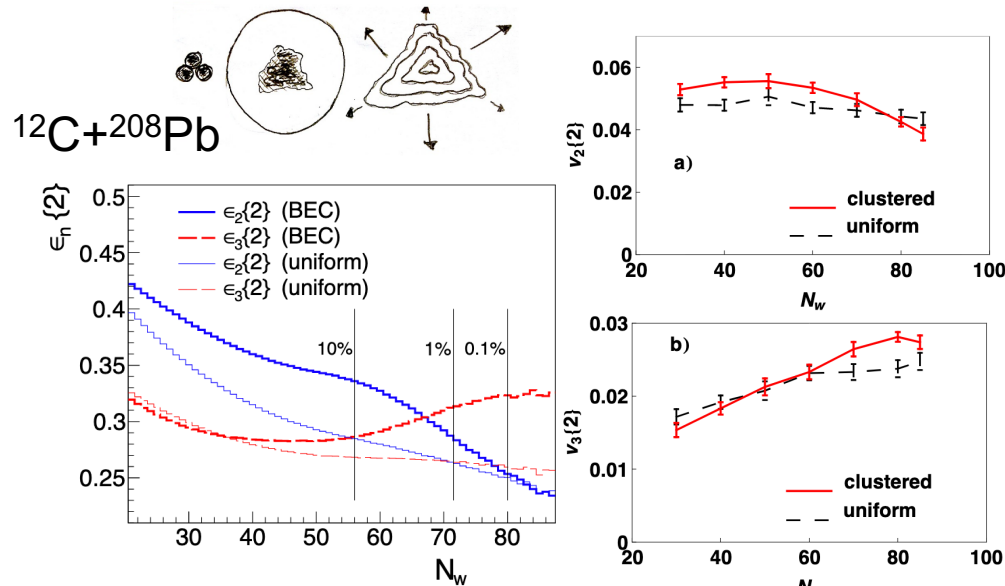 ¹²C+²⁰⁸Pb
ϵₙ{2}
0.5
0.45
0.4
0.35
0.3
0.25
ϵ₂{2} (BEC)
ϵ₃{2} (BEC)
ϵ₂{2} (uniform)
ϵ₃{2} (uniform)
10%
1%
0.1%
30 40 50 60 70 80
N_w
v₂{2}
0.06
0.04
0.02
0
a)
clustered
uniform
20 40 60 80 100
N_w
v₃{2}
0.03
0.02
0.01
0
b)
clustered
uniform
20 40 60 80 100